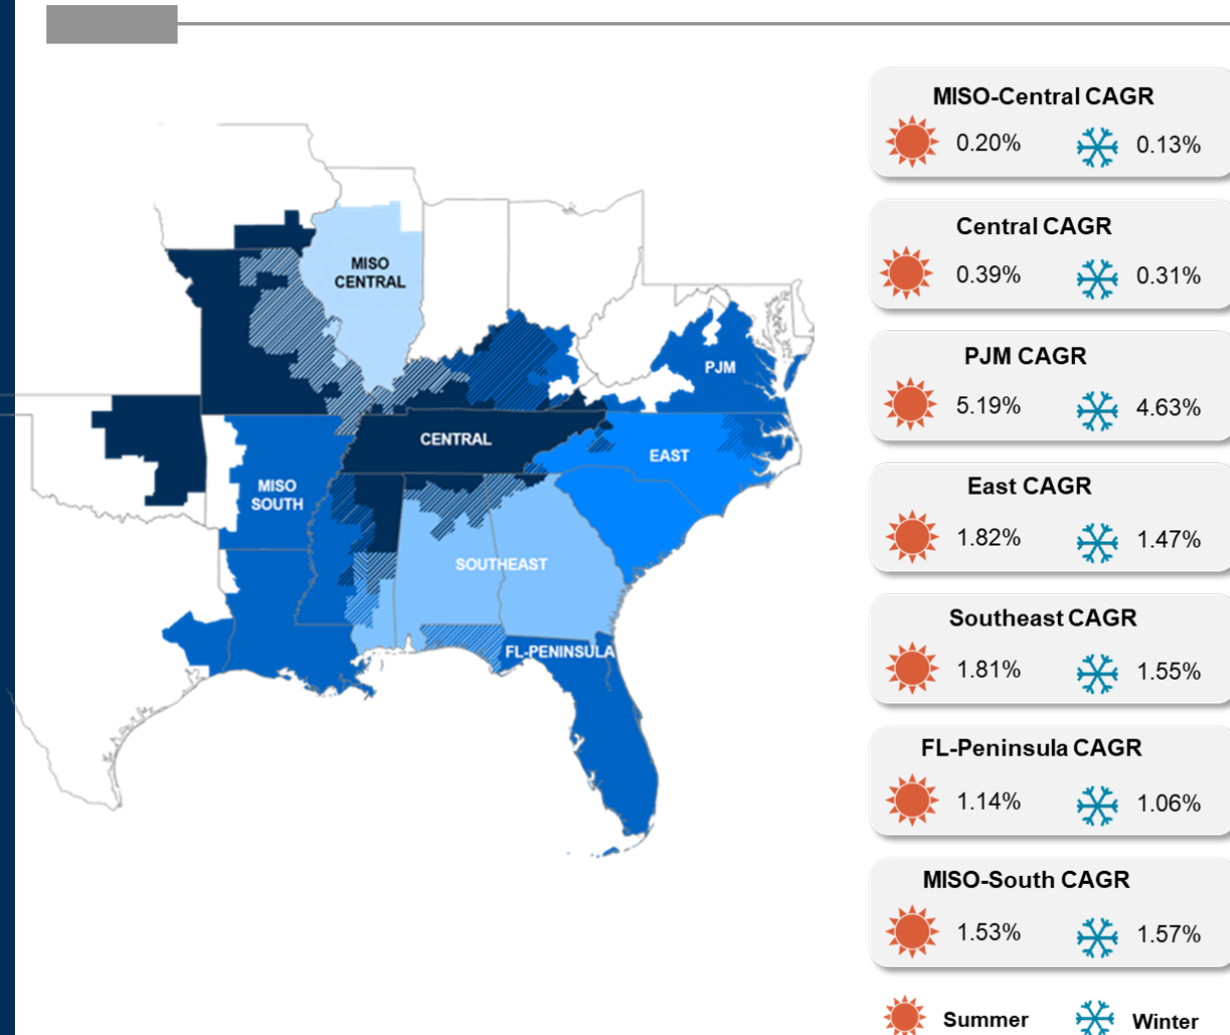 MISO
CENTRAL
PJM
CENTRAL
EAST
MISO
SOUTH
SOUTHEAST
FL-PENINSULA
MISO-Central CAGR
0.20% 0.13%
Central CAGR
0.39% 0.31%
PJM CAGR
5.19% 4.63%
East CAGR
1.82% 1.47%
Southeast CAGR
1.81% 1.55%
FL-Peninsula CAGR
1.14% 1.06%
MISO-South CAGR
1.53% 1.57%
Summer Winter